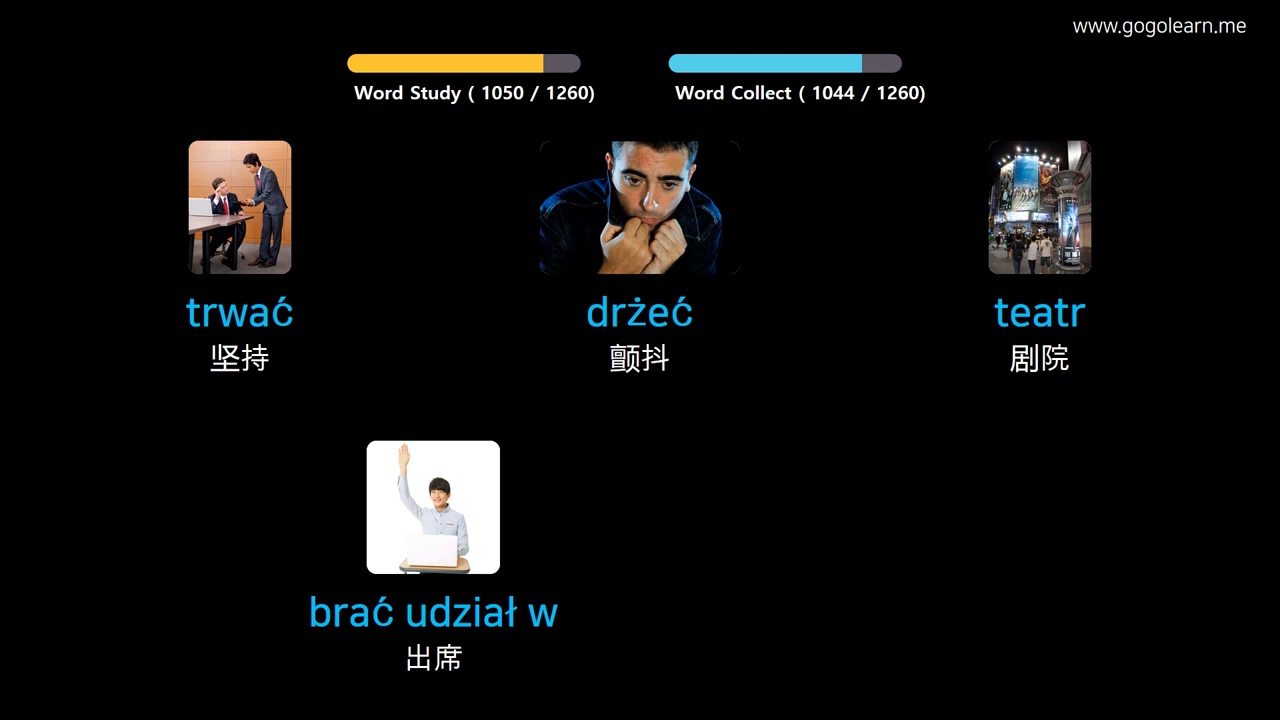 www.gogolearn.me
Word Study ( 1050 / 1260)
Word Collect ( 1044 / 1260)
trwać
drżeć
teatr
坚持
颤抖
剧院
brać udział w
出席